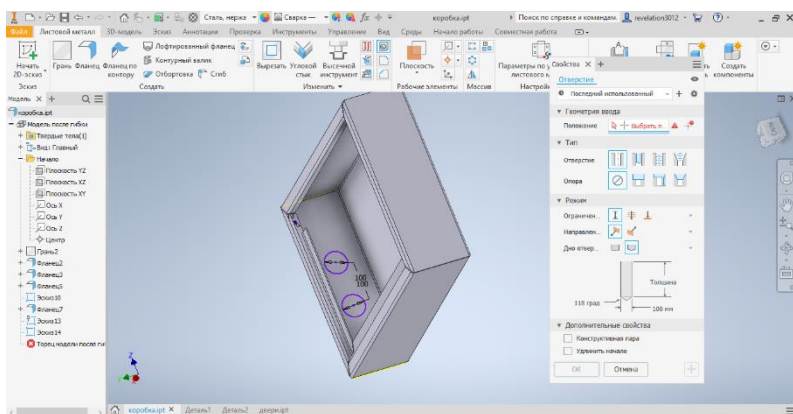 Сталь, нерже
Сварка —
коробка.ipt
Поиск по справке и командам.
revelation3012
Файл Листовой металл 3D-модель Эскиз Аннотации Проверка Инструменты Управление Вид Среды Начало работы Совместная работа
Начать 2D-эскиз
Грань
Фланец
Фланец по контору
Лофтированный фланец
Контурный валик
Отбортовка
Сгиб
Вырезать
Угловой стык
Высечной инструмент
Плоскость
Создать компоненты
Эскиз
Создать
Изменить
Рабочие элементы
Массив
Модель
коробка.ipt
Модель после гибки
Твердые тела(1)
Вид: Главный
Начало
Плоскость YZ
Плоскость XZ
Плоскость XY
Ось X
Ось Y
Ось Z
Центр
Грань2
Фланец2
Фланец3
Фланец5
Эскиз10
Фланец7
Эскиз13
Эскиз14
Торец модели после ги
100
100
Z
Свойства
Отверстие
Последний использованный
Геометрия ввода
Положение
Тип
Отверстие
Опора
Режим
Ограничен...
Направлен...
Дно отвер...
Толщина
118 град
100 мм
Дополнительные свойства
Конструктивная пара
Удлинить начало
OK
Отмена
коробка.ipt
Деталь1
Деталь2
двери.ipt